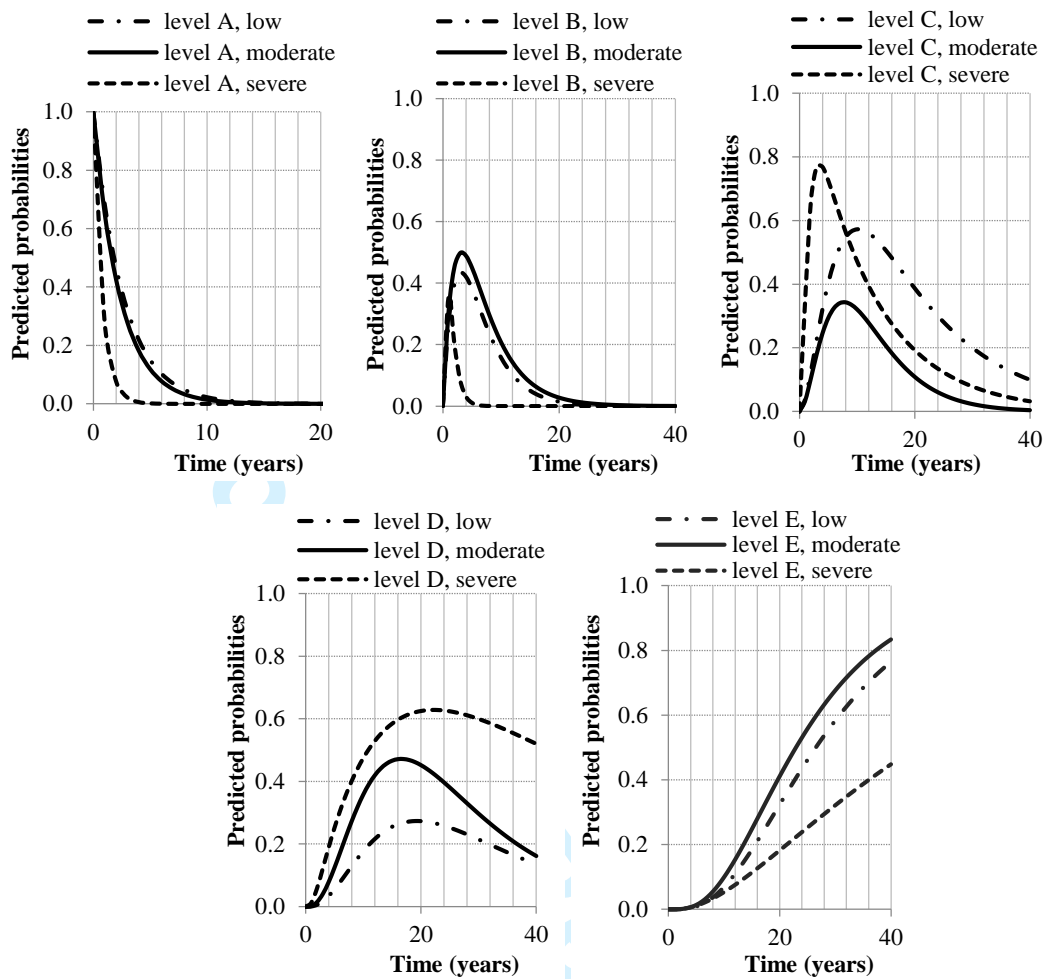 level A, low
level A, moderate
level A, severe
1.0
0.8
0.6
0.4
0.2
0.0
0 10 20
Predicted probabilities
Time (years)
level B, low
level B, moderate
level B, severe
1.0
0.8
0.6
0.4
0.2
0.0
0 20 40
Predicted probabilities
Time (years)
level C, low
level C, moderate
level C, severe
1.0
0.8
0.6
0.4
0.2
0.0
0 20 40
Predicted probabilities
Time (years)
level D, low
level D, moderate
level D, severe
1.0
0.8
0.6
0.4
0.2
0.0
0 20 40
Predicted probabilities
Time (years)
level E, low
level E, moderate
level E, severe
1.0
0.8
0.6
0.4
0.2
0.0
0 20 40
Predicted probabilities
Time (years)